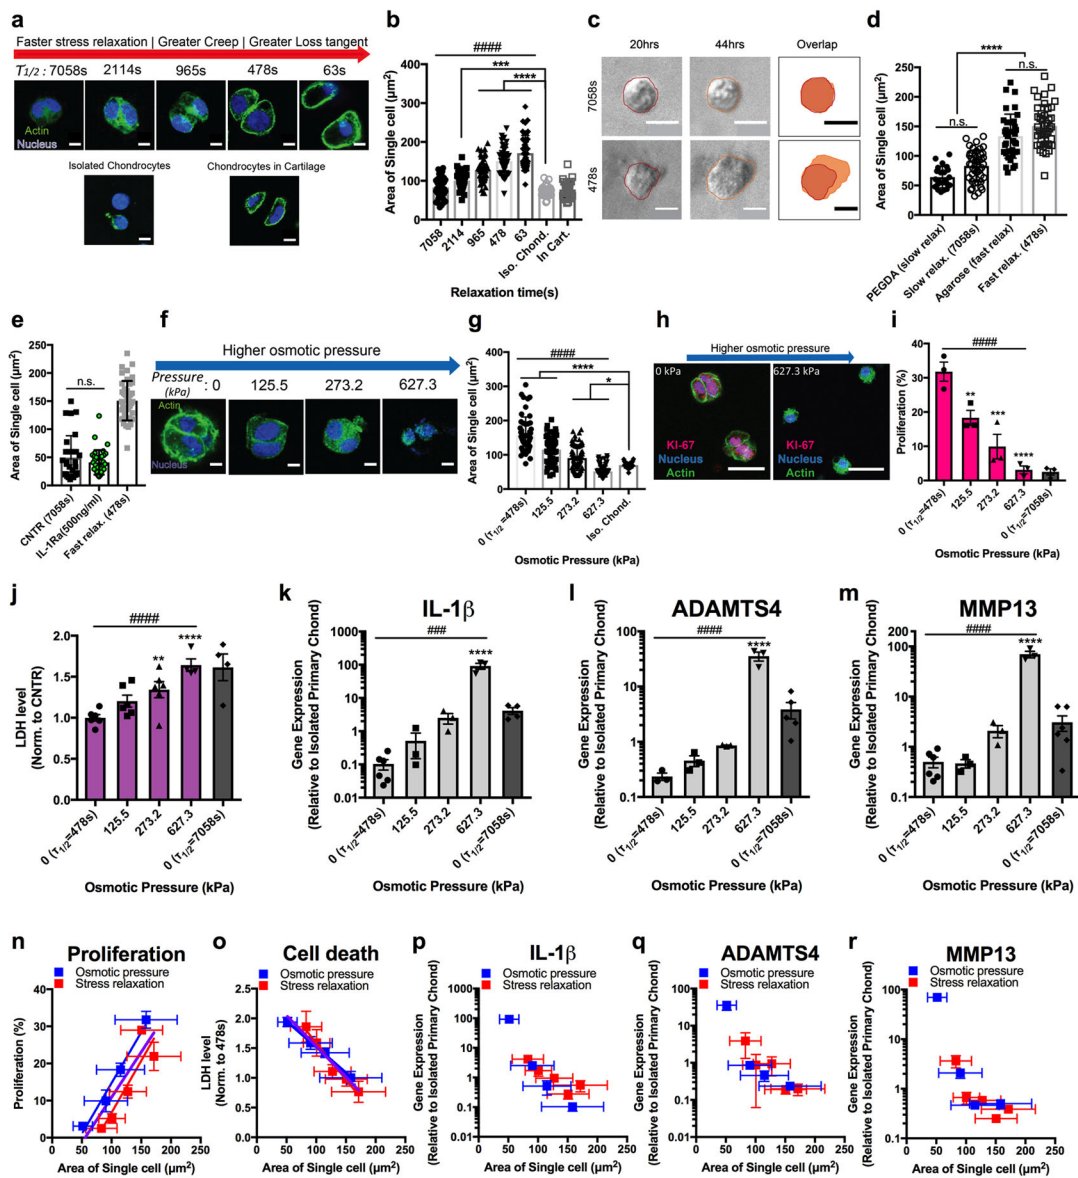 a
Faster stress relaxation | Greater Creep | Greater Loss tangent
τ1/2 : 7058s 2114s 965s 478s 63s
Actin
Nucleus
Isolated Chondrocytes
Chondrocytes in Cartilage
b
####
***
****
Area of Single cell (μm²)
400
300
200
100
0
7058
2114
965
478
63
Iso. Chond.
In Cart.
Relaxation time(s)
c
20hrs 44hrs Overlap
7058s
478s
d
****
n.s.
n.s.
Area of Single cell (μm²)
300
250
200
150
100
50
0
PEGDA (slow relax)
Slow relax. (7058s)
Agarose (fast relax)
Fast relax. (478s)
e
n.s.
Area of Single cell (μm²)
250
200
150
100
50
0
CNTR (7058s)
IL-1Ra(500ng/ml)
Fast relax. (478s)
f
Higher osmotic pressure
Pressure (kPa) : 0 125.5 273.2 627.3
Actin
Nucleus
g
####
****
*
Area of Single cell (μm²)
400
300
200
100
0
0 (τ1/2=478s)
125.5
273.2
627.3
Iso. Chond.
Osmotic Pressure (kPa)
h
Higher osmotic pressure
0 kPa
627.3 kPa
KI-67
Nucleus
Actin
KI-67
Nucleus
Actin
i
####
**
***
****
Proliferation (%)
40
30
20
10
0
0 (τ1/2=478s)
125.5
273.2
627.3
0 (τ1/2=7058s)
Osmotic Pressure (kPa)
j
####
**
****
LDH level
(Norm. to CNTR)
2.0
1.5
1.0
0.5
0.0
0 (τ1/2=478s)
125.5
273.2
627.3
0 (τ1/2=7058s)
Osmotic Pressure (kPa)
k
IL-1β
###
****
Gene Expression
(Relative to Isolated Primary Chond)
1000
100
10
1
0.1
0.01
0 (τ1/2=478s)
125.5
273.2
627.3
0 (τ1/2=7058s)
Osmotic Pressure (kPa)
l
ADAMTS4
####
****
Gene Expression
(Relative to Isolated Primary Chond)
100
10
1
0.1
0 (τ1/2=478s)
125.5
273.2
627.3
0 (τ1/2=7058s)
Osmotic Pressure (kPa)
m
MMP13
####
****
Gene Expression
(Relative to Isolated Primary Chond)
200
100
10
1
0.1
0 (τ1/2=478s)
125.5
273.2
627.3
0 (τ1/2=7058s)
Osmotic Pressure (kPa)
n
Proliferation
Osmotic pressure
Stress relaxation
Proliferation (%)
40
30
20
10
0
0 50 100 150 200 250
Area of Single cell (μm²)
o
Cell death
Osmotic pressure
Stress relaxation
LDH level
(Norm. to 478s)
2.5
2.0
1.5
1.0
0.5
0.0
0 50 100 150 200 250
Area of Single cell (μm²)
p
IL-1β
Osmotic pressure
Stress relaxation
Gene Expression
(Relative to Isolated Primary Chond)
1000
100
10
1
0.1
0.01
0 50 100 150 200 250
Area of Single cell (μm²)
q
ADAMTS4
Osmotic pressure
Stress relaxation
Gene Expression
(Relative to Isolated Primary Chond)
100
10
1
0.1
0.01
0 50 100 150 200 250
Area of Single cell (μm²)
r
MMP13
Osmotic pressure
Stress relaxation
Gene Expression
(Relative to Isolated Primary Chond)
100
10
1
0.1
0 50 100 150 200 250
Area of Single cell (μm²)